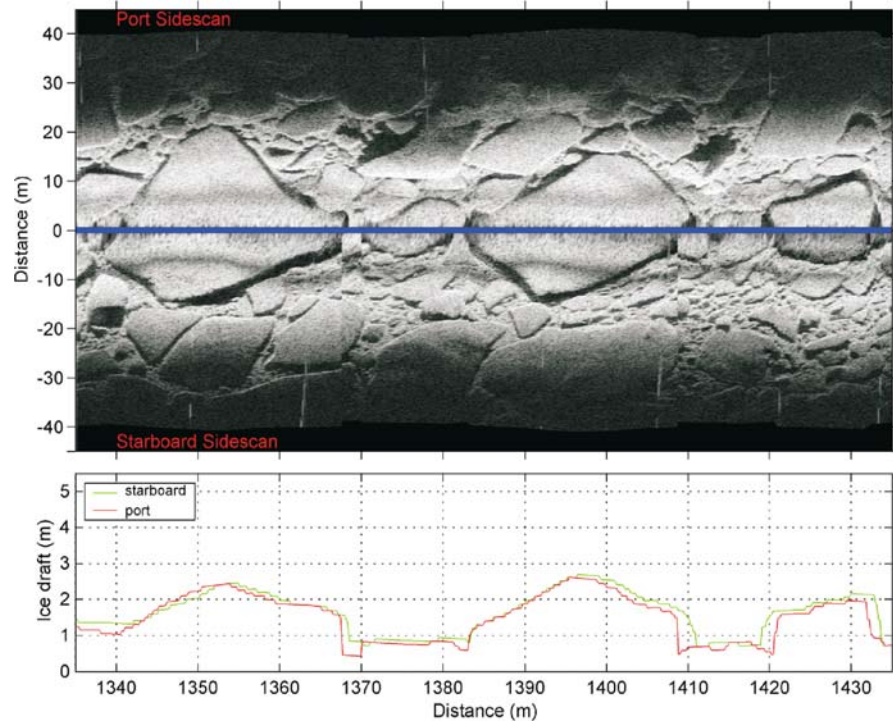 Port Sidescan
40
30
20
10
0
-10
-20
-30
-40
Distance (m)
Starboard Sidescan
5
4
3
2
1
0
Ice draft (m)
starboard
port
1340 1350 1360 1370 1380 1390 1400 1410 1420 1430
Distance (m)